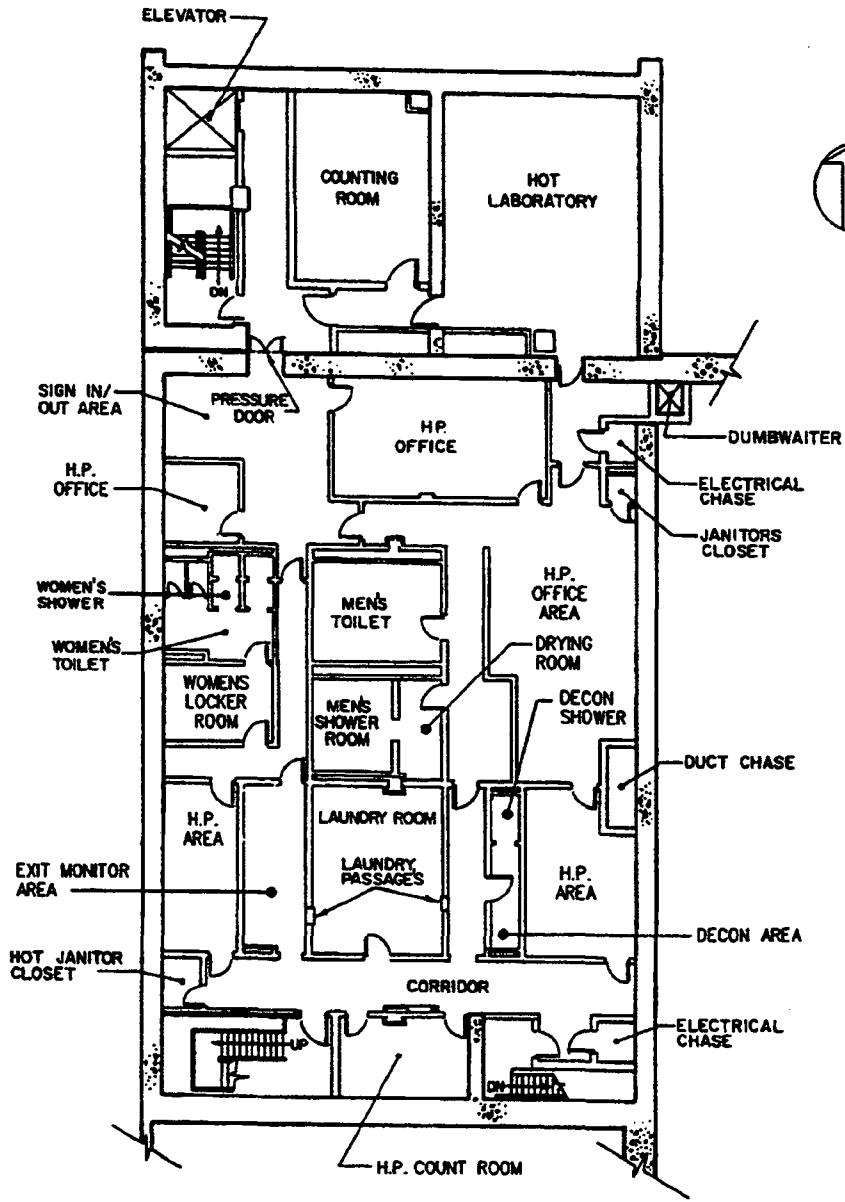 ELEVATOR
COUNTING
ROOM
HOT
LABORATORY
DN
SIGN IN/
OUT AREA
PRESSURE
DOOR
H.P.
OFFICE
DUMBWAITER
H.P.
OFFICE
ELECTRICAL
CHASE
JANITORS
CLOSET
WOMEN'S
SHOWER
MEN'S
TOILET
H.P.
OFFICE
AREA
WOMEN'S
TOILET
DRYING
ROOM
WOMENS
LOCKER
ROOM
MEN'S
SHOWER
ROOM
DECON
SHOWER
DUCT CHASE
H.P.
AREA
LAUNDRY ROOM
LAUNDRY
PASSAGES
EXIT MONITOR
AREA
H.P.
AREA
DECON AREA
HOT JANITOR
CLOSET
CORRIDOR
ELECTRICAL
CHASE
UP
DN
H.P. COUNT ROOM